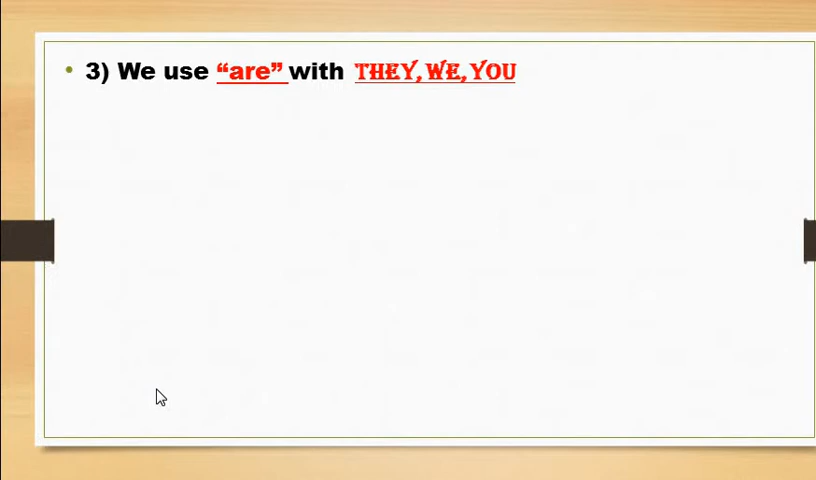 • 3) We use “are” with THEY, WE, YOU